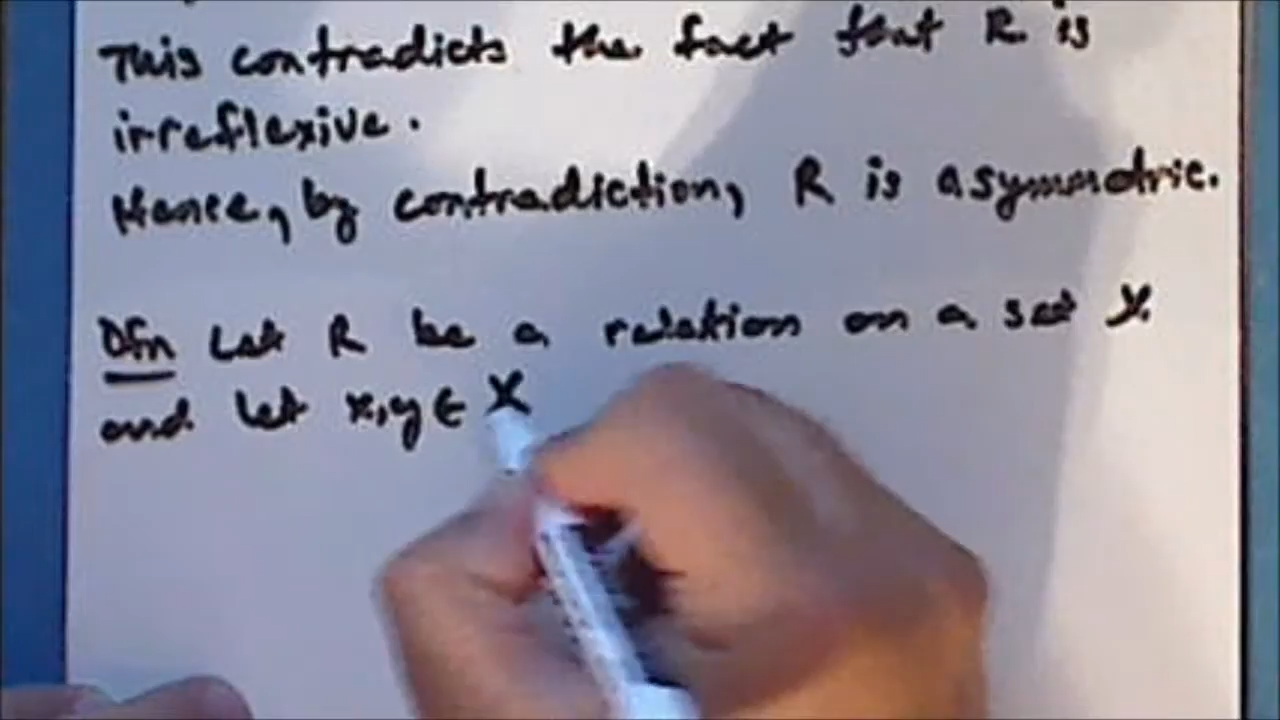 This contradicts the fact that R is
irreflexive.
Hence, by contradiction, R is asymmetric.
Dfn Let R be a relation on a set X
and let x,y ∈ X